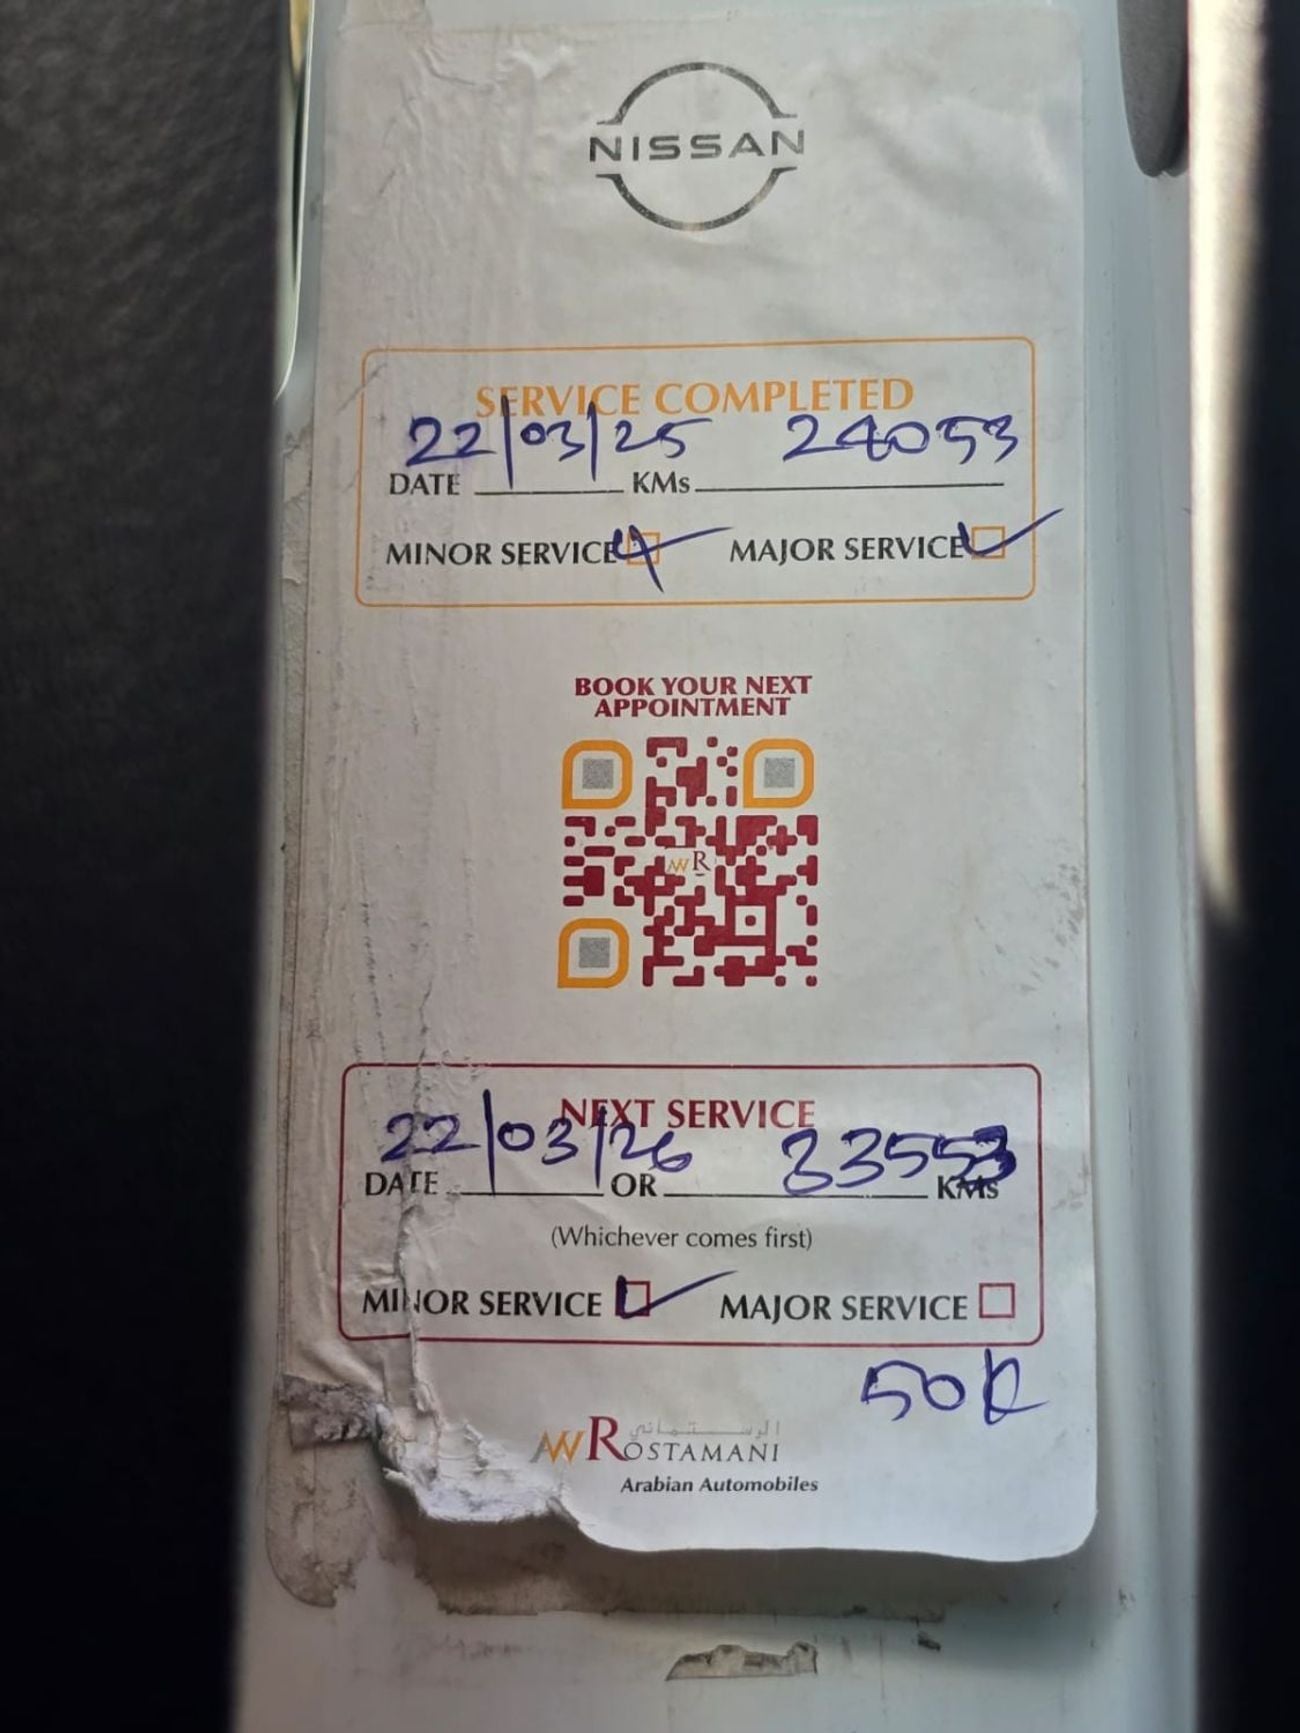 NISSAN
SERVICE COMPLETED
22/03/25 24053
DATE KMs
MINOR SERVICE MAJOR SERVICE
BOOK YOUR NEXT
APPOINTMENT
AWR
NEXT SERVICE
22/03/26 33553
DATE OR KMs
(Whichever comes first)
MINOR SERVICE MAJOR SERVICE
50K
الرستماني
AW ROSTAMANI
Arabian Automobiles